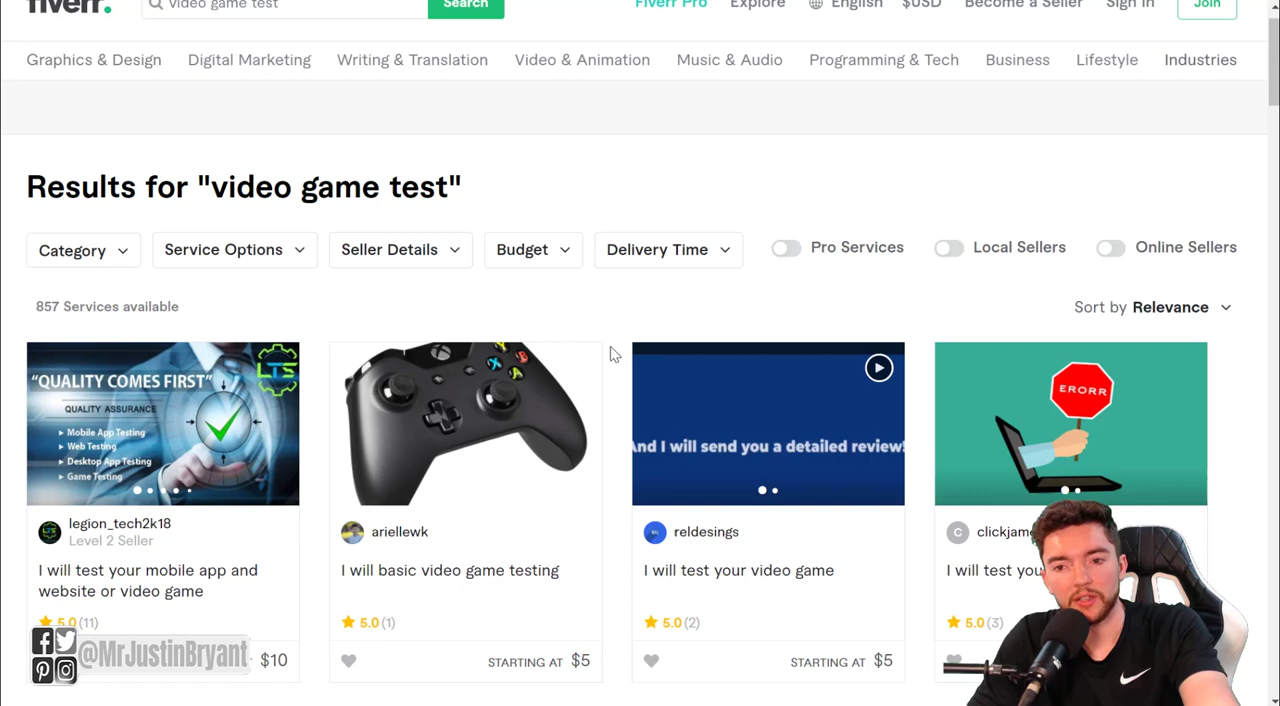 fiverr.
video game test
Search
Fiverr Pro
Explore
English
$USD
Become a Seller
Sign In
Join
Graphics & Design
Digital Marketing
Writing & Translation
Video & Animation
Music & Audio
Programming & Tech
Business
Lifestyle
Industries
Results for "video game test"
Category
Service Options
Seller Details
Budget
Delivery Time
Pro Services
Local Sellers
Online Sellers
857 Services available
Sort by Relevance
"QUALITY COMES FIRST"
QUALITY ASSURANCE
Mobile App Testing
Web Testing
Desktop App Testing
Game Testing
LTS
legion_tech2k18
Level 2 Seller
I will test your mobile app and
website or video game
5.0 (11)
$10
X
Y
B
A
ariellewk
I will basic video game testing
5.0 (1)
STARTING AT $5
And I will send you a detailed review!
reldesings
I will test your video game
5.0 (2)
STARTING AT $5
ERORR
C
clickjame
I will test you
5.0 (3)
@MrJustinBryant